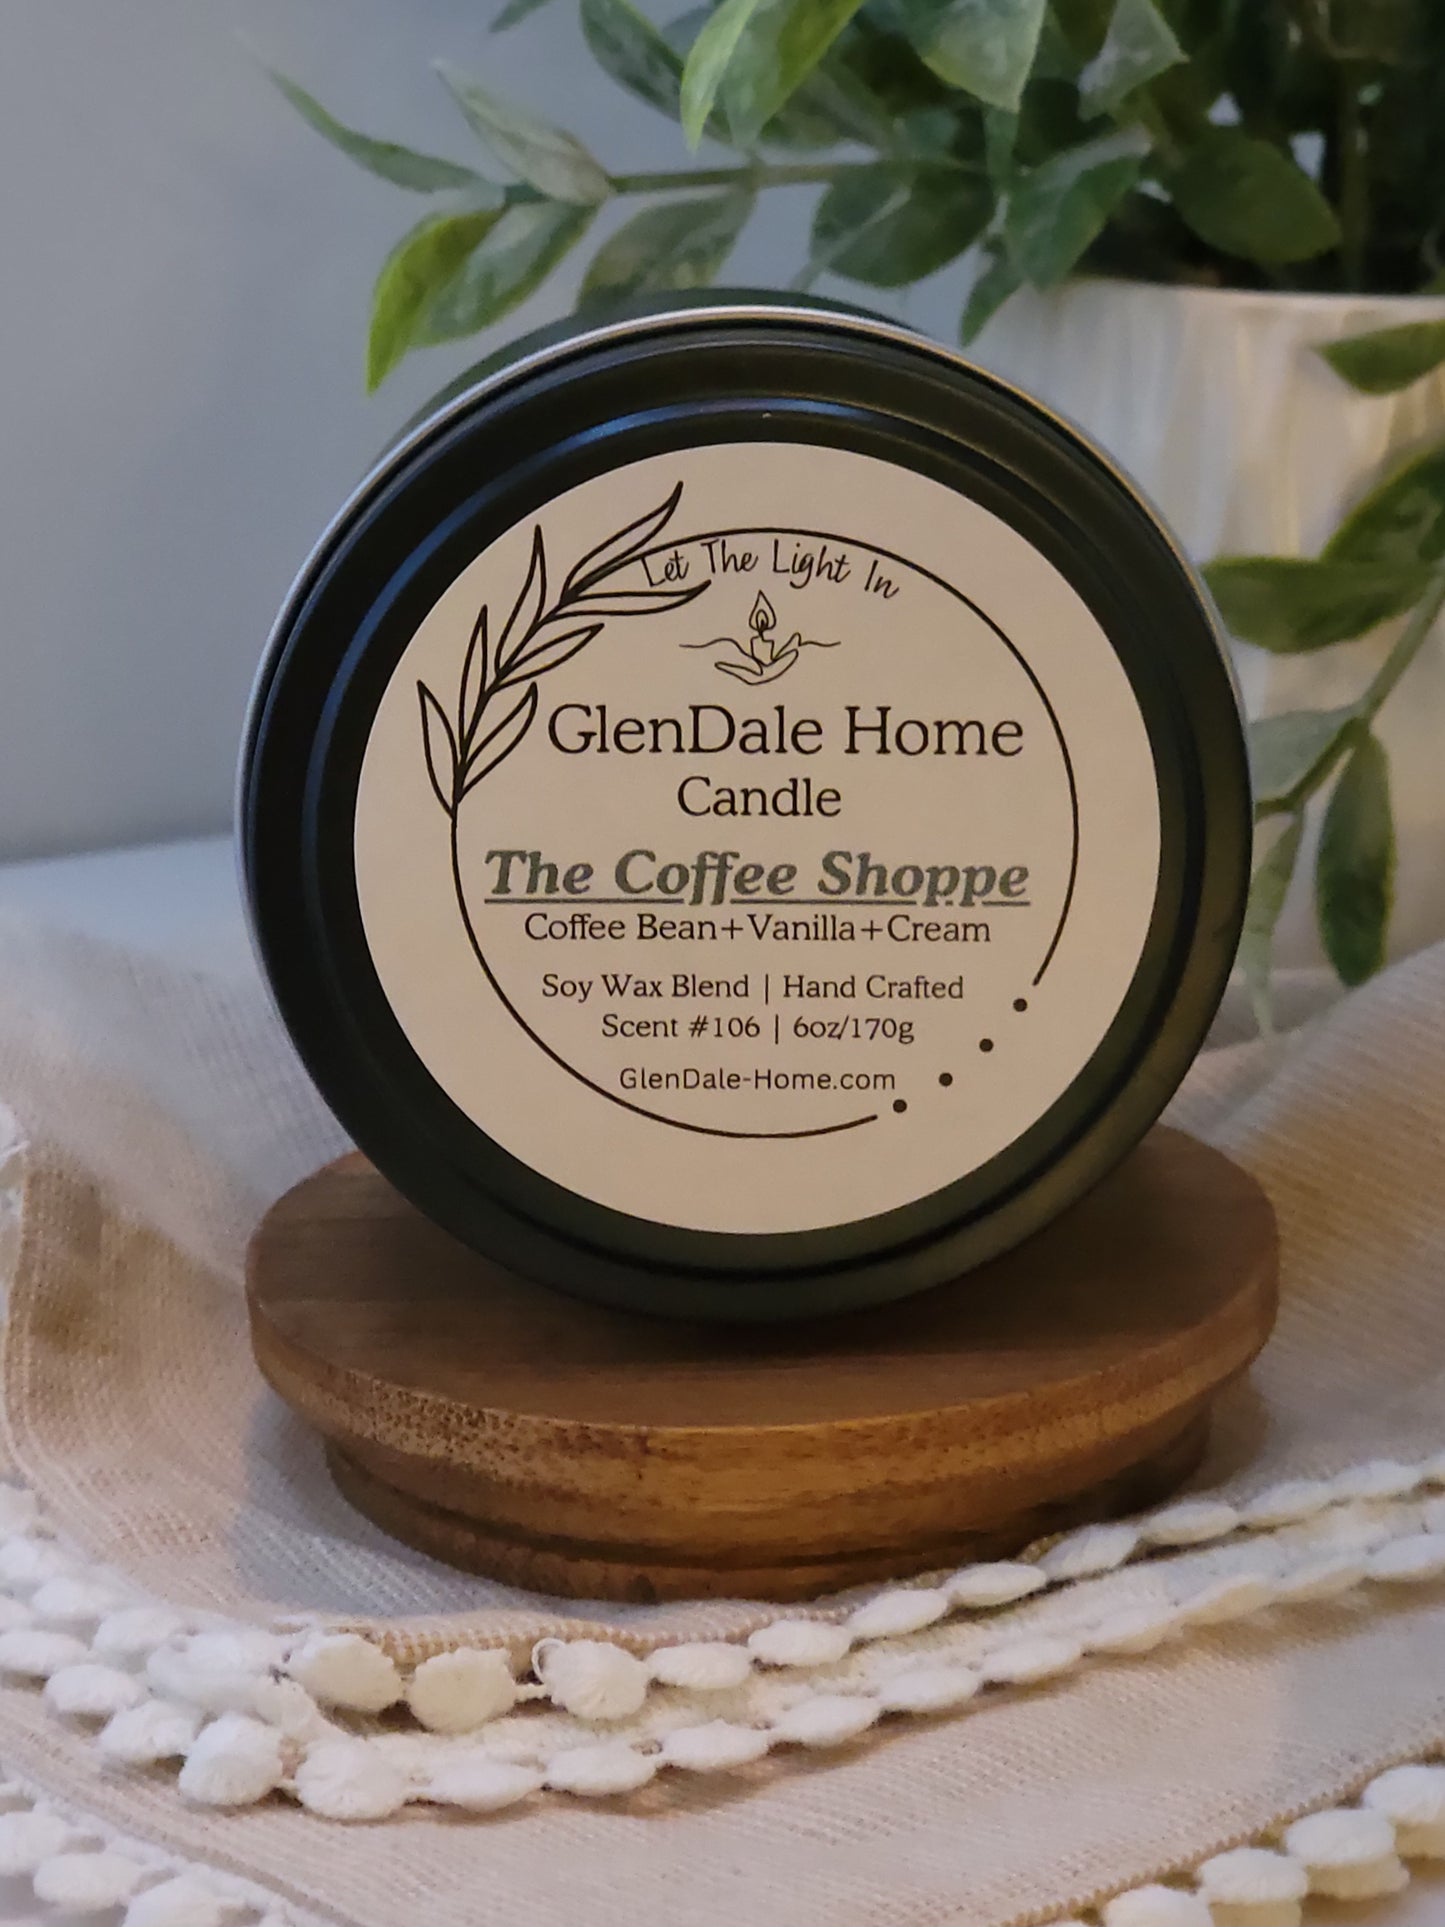 Let The Light In
GlenDale Home
Candle
The Coffee Shoppe
Coffee Bean+Vanilla+Cream
Soy Wax Blend | Hand Crafted
Scent #106 | 6oz/170g
GlenDale-Home.com